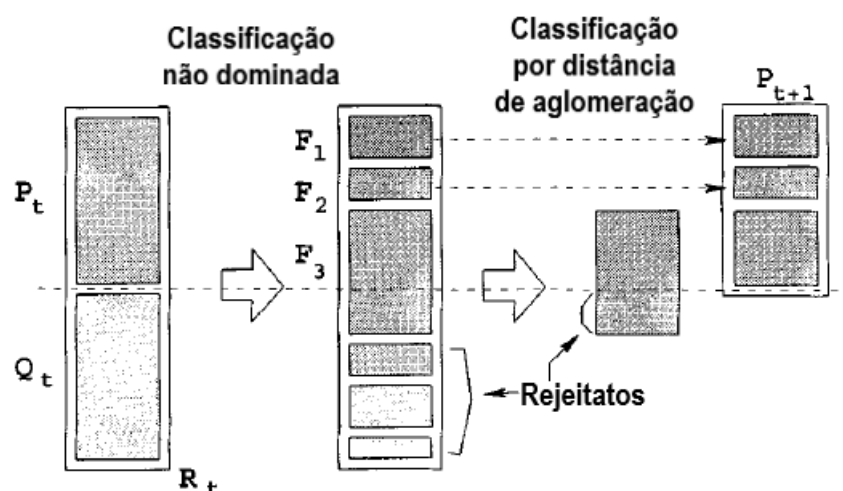 Classificação
não dominada
Classificação
por distância
de aglomeração
P t+1
F 1
F 2
P t
F 3
Q t
Rejeitatos
R t